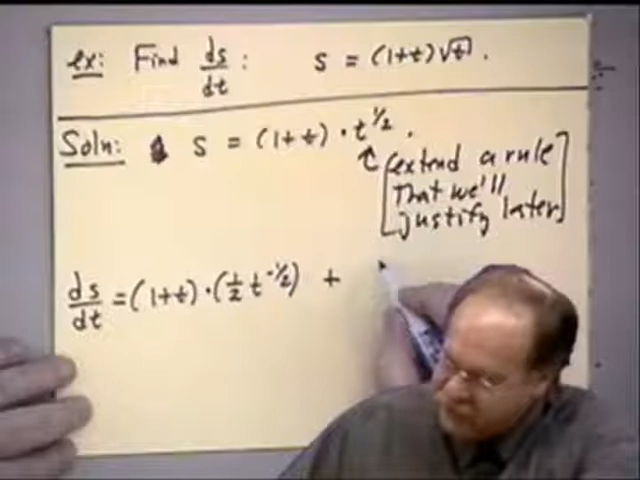 ex: Find ds/dt : s = (1+t)√t .
Soln: s = (1+t) · t^1/2 .
↑ [extend a rule
that we'll
justify later]
ds/dt = (1+t) · (1/2 t^-1/2) +